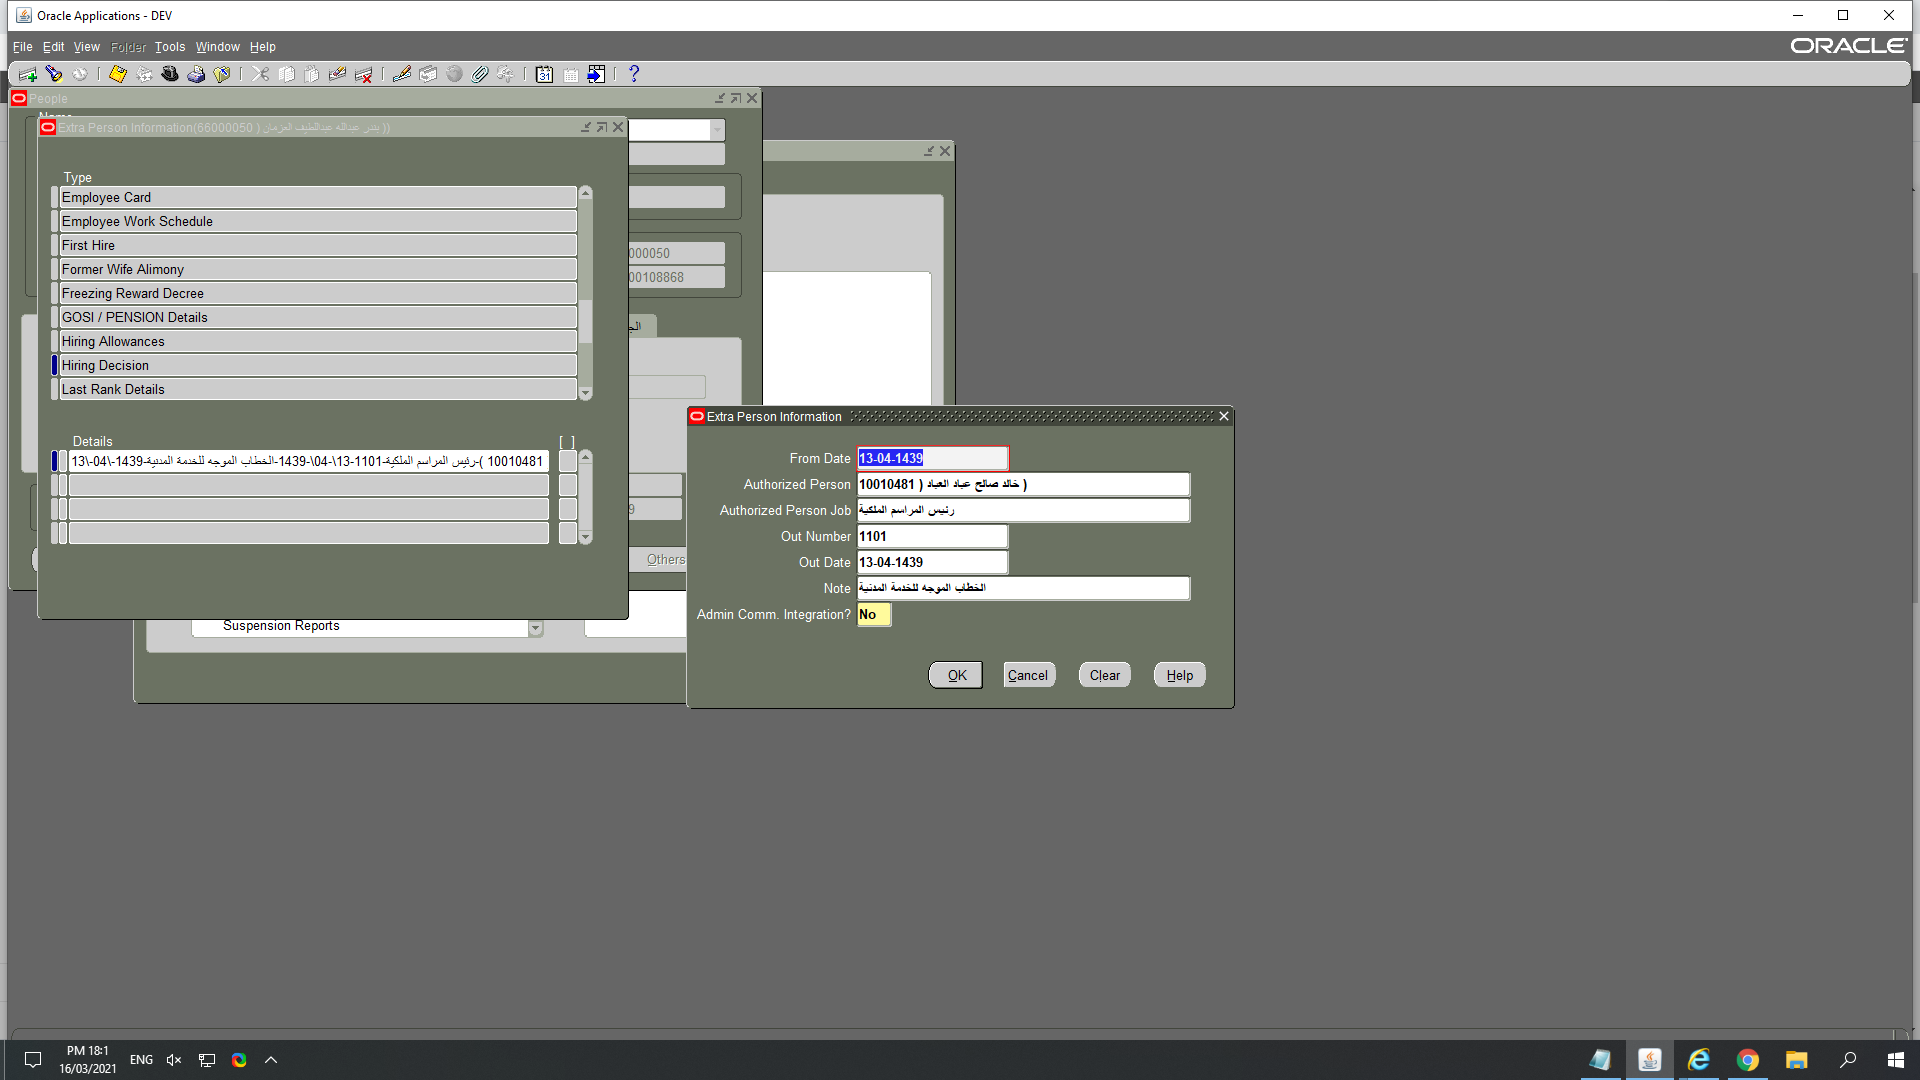 Oracle Applications - DEV
File Edit View Folder Tools Window Help
ORACLE
People
Extra Person Information(66000050 ) بندر عبدالله عبداللطيف العزمان ))
Type
Employee Card
Employee Work Schedule
First Hire
Former Wife Alimony
Freezing Reward Decree
GOSI / PENSION Details
Hiring Allowances
Hiring Decision
Last Rank Details
000050
00108868
Details [ ]
13\-04\-1439-الخطاب الموجه للخدمة المدنية-1439-\04\-13-1101-رئيس المراسم الملكية-( 10010481
9
Others
Suspension Reports
Extra Person Information
From Date 13-04-1439
Authorized Person 10010481 ) خالد صالح عباد العباد )
Authorized Person Job رئيس المراسم الملكية
Out Number 1101
Out Date 13-04-1439
Note الخطاب الموجه للخدمة المدنية
Admin Comm. Integration? No
OK Cancel Clear Help
PM 18:1
16/03/2021
ENG